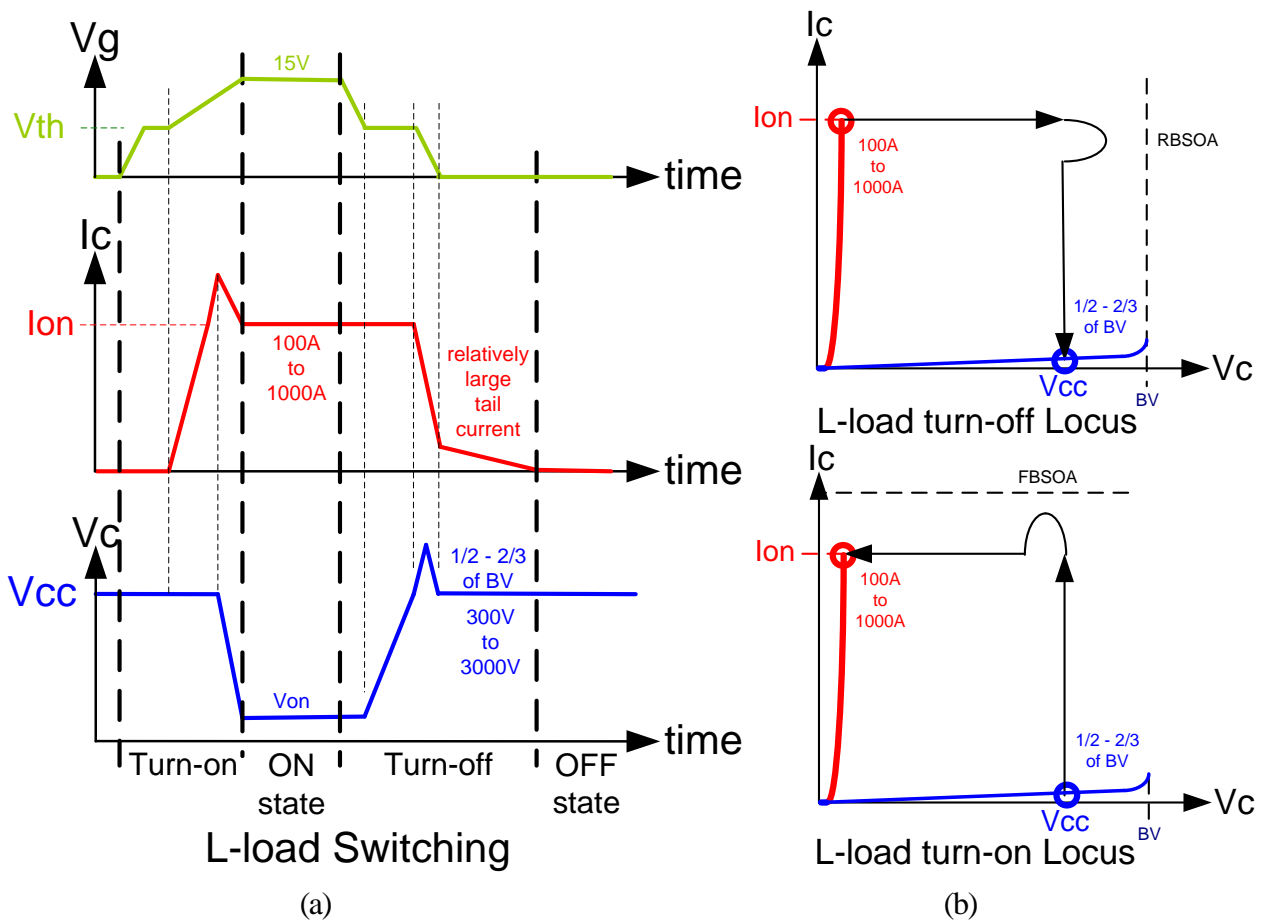 Vg
15V
Vth
time
Ic
Ion
100A
to
1000A
relatively
large
tail
current
time
Vc
Vcc
1/2 - 2/3
of BV
300V
to
3000V
Von
time
Turn-on
ON
state
Turn-off
OFF
state
L-load Switching
(a)
Ic
Ion
100A
to
1000A
RBSOA
1/2 - 2/3
of BV
Vcc
Vc
BV
L-load turn-off Locus
Ic
FBSOA
Ion
100A
to
1000A
1/2 - 2/3
of BV
Vcc
Vc
BV
L-load turn-on Locus
(b)